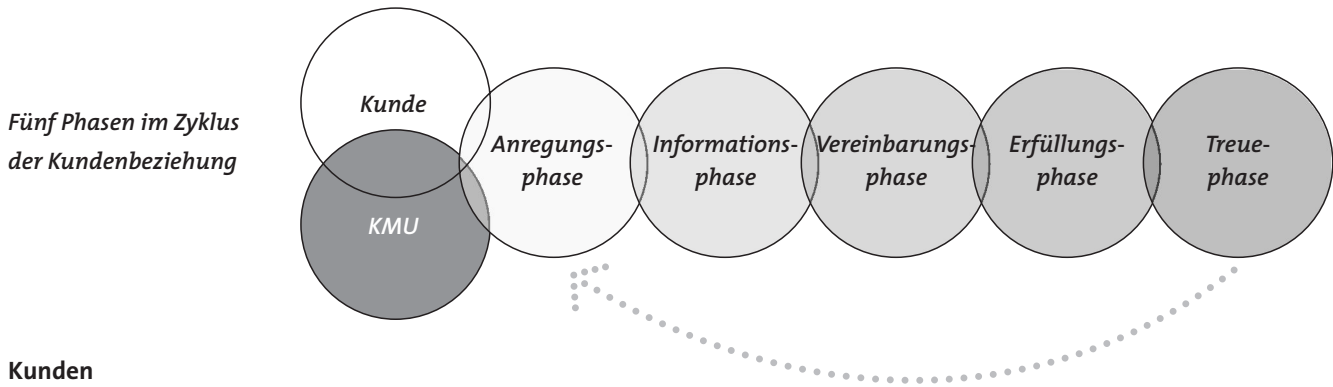 Fünf Phasen im Zyklus
der Kundenbeziehung
Kunde
KMU
Anregungs-
phase
Informations-
phase
Vereinbarungs-
phase
Erfüllungs-
phase
Treue-
phase
Kunden